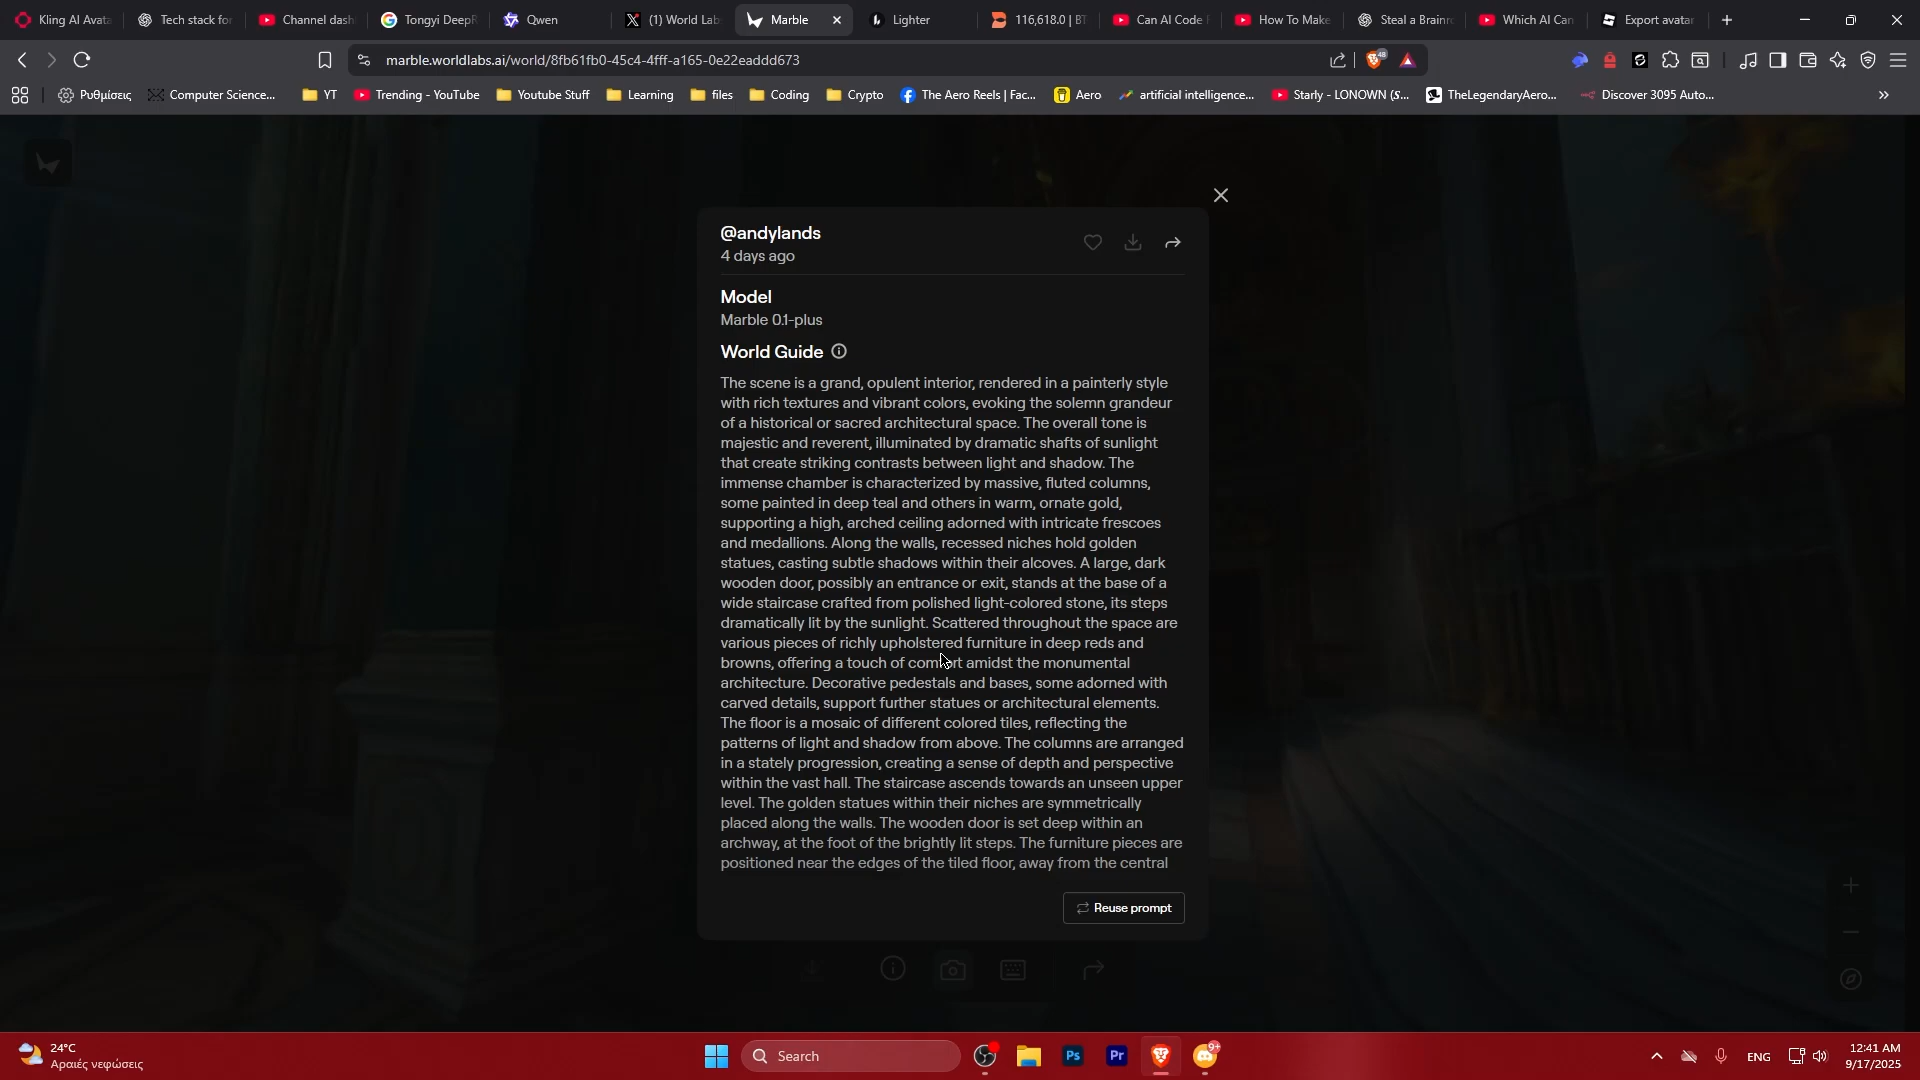 Kling AI Avata
Tech stack for
Channel dash
Tongyi DeepR
Qwen
(1) World Lab
Marble
Lighter
116,618.0 | BT
Can AI Code F
How To Make
Steal a Brainro
Which AI Can
Export avatar
marble.worldlabs.ai/world/8fb61fb0-45c4-4fff-a165-0e22eaddd673
48
Ρυθμίσεις
Computer Science...
YT
Trending - YouTube
Youtube Stuff
Learning
files
Coding
Crypto
The Aero Reels | Fac...
Aero
artificial intelligence...
Starly - LONOWN (S...
TheLegendaryAero...
Discover 3095 Auto...
@andylands
4 days ago
Model
Marble 0.1-plus
World Guide
The scene is a grand, opulent interior, rendered in a painterly style
with rich textures and vibrant colors, evoking the solemn grandeur
of a historical or sacred architectural space. The overall tone is
majestic and reverent, illuminated by dramatic shafts of sunlight
that create striking contrasts between light and shadow. The
immense chamber is characterized by massive, fluted columns,
some painted in deep teal and others in warm, ornate gold,
supporting a high, arched ceiling adorned with intricate frescoes
and medallions. Along the walls, recessed niches hold golden
statues, casting subtle shadows within their alcoves. A large, dark
wooden door, possibly an entrance or exit, stands at the base of a
wide staircase crafted from polished light-colored stone, its steps
dramatically lit by the sunlight. Scattered throughout the space are
various pieces of richly upholstered furniture in deep reds and
browns, offering a touch of comfort amidst the monumental
architecture. Decorative pedestals and bases, some adorned with
carved details, support further statues or architectural elements.
The floor is a mosaic of different colored tiles, reflecting the
patterns of light and shadow from above. The columns are arranged
in a stately progression, creating a sense of depth and perspective
within the vast hall. The staircase ascends towards an unseen upper
level. The golden statues within their niches are symmetrically
placed along the walls. The wooden door is set deep within an
archway, at the foot of the brightly lit steps. The furniture pieces are
positioned near the edges of the tiled floor, away from the central
Reuse prompt
24°C
Αραιές νεφώσεις
Search
Ps
Pr
9+
ENG
12:41 AM
9/17/2025